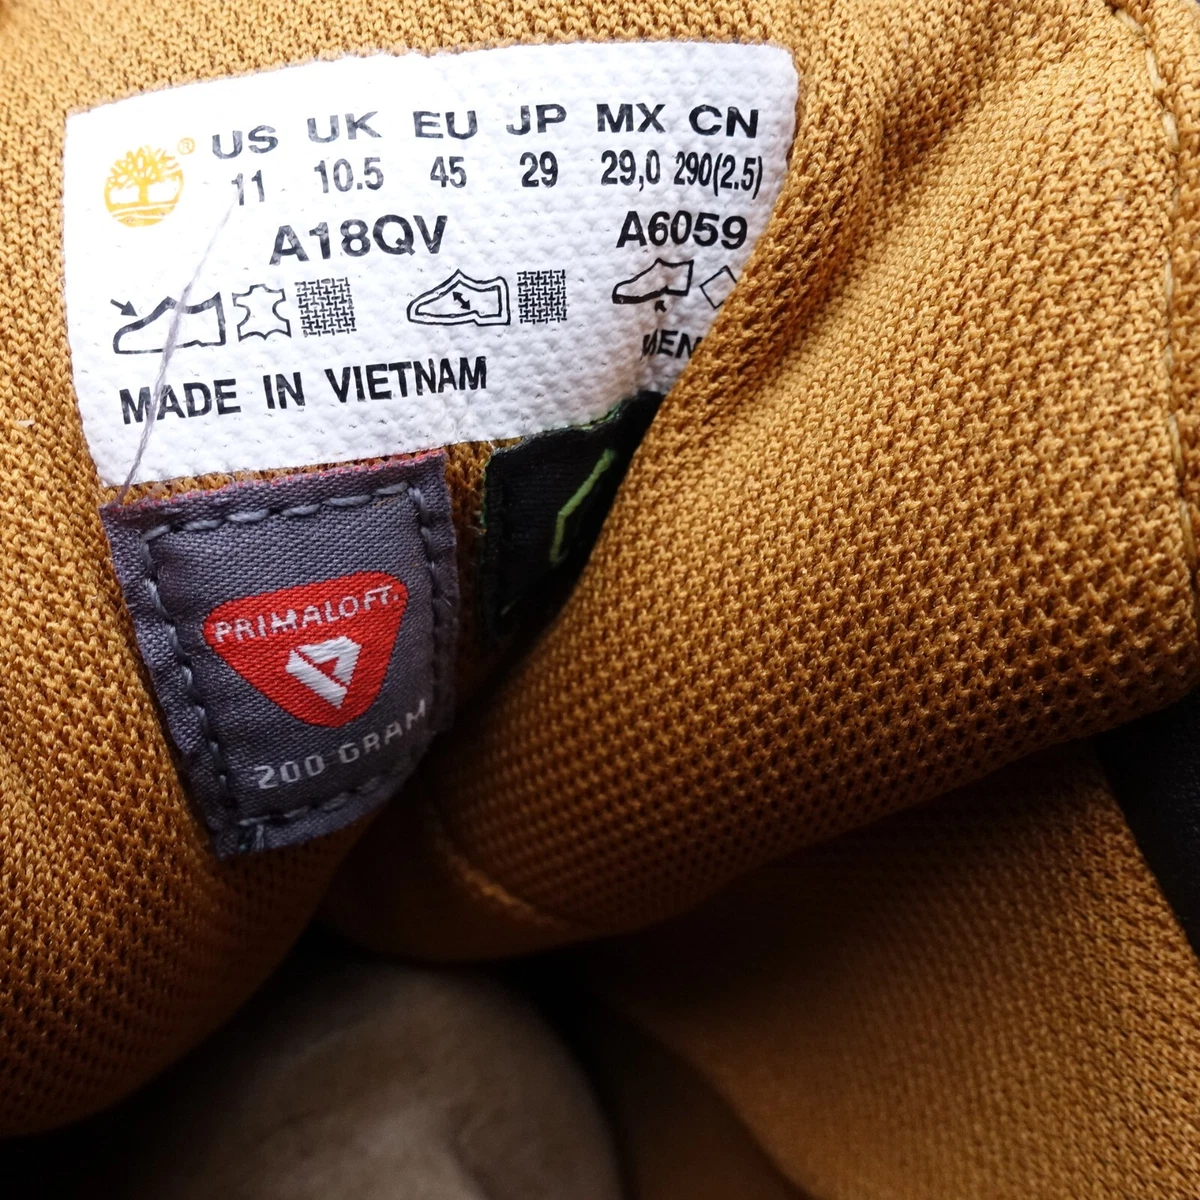 ® US UK EU JP MX CN
11 10.5 45 29 29,0 290(2.5)
A18QV A6059
MEN
MADE IN VIETNAM
PRIMALOFT.
200 GRAM